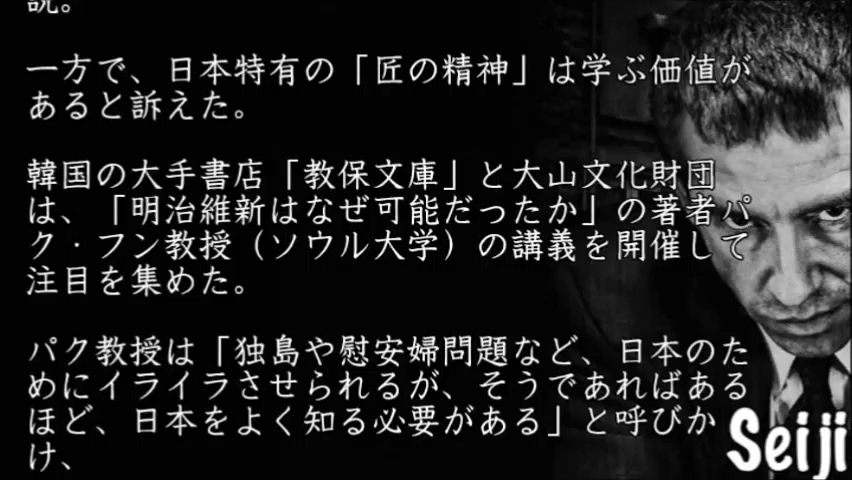 説。
一方で、日本特有の「匠の精神」は学ぶ価値が
あると訴えた。
韓国の大手書店「教保文庫」と大山文化財団
は、「明治維新はなぜ可能だったか」の著者パ
ク・フン教授（ソウル大学）の講義を開催して
注目を集めた。
パク教授は「独島や慰安婦問題など、日本のた
めにイライラさせられるが、そうであればある
ほど、日本をよく知る必要がある」と呼びか
け、
Seiji